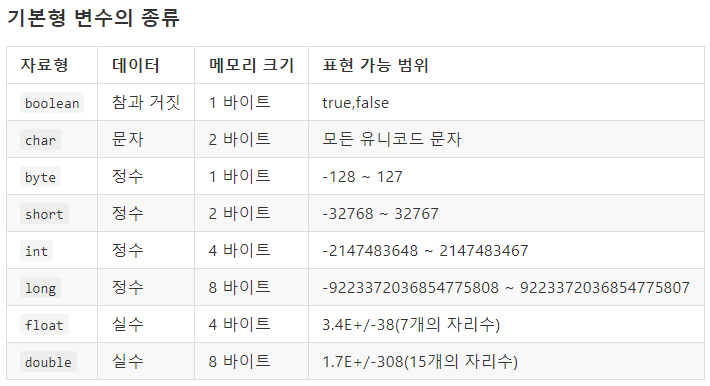 기본형 변수의 종류
자료형 데이터 메모리 크기 표현 가능 범위
boolean 참과 거짓 1 바이트 true,false
char 문자 2 바이트 모든 유니코드 문자
byte 정수 1 바이트 -128 ~ 127
short 정수 2 바이트 -32768 ~ 32767
int 정수 4 바이트 -2147483648 ~ 2147483467
long 정수 8 바이트 -9223372036854775808 ~ 9223372036854775807
float 실수 4 바이트 3.4E+/-38(7개의 자리수)
double 실수 8 바이트 1.7E+/-308(15개의 자리수)